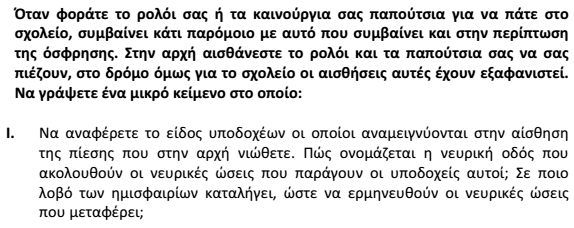 Όταν φοράτε το ρολόι σας ή τα καινούργια σας παπούτσια για να πάτε στο
σχολείο, συμβαίνει κάτι παρόμοιο με αυτό που συμβαίνει και στην περίπτωση
της όσφρησης. Στην αρχή αισθάνεστε το ρολόι και τα παπούτσια σας να σας
πιέζουν, στο δρόμο όμως για το σχολείο οι αισθήσεις αυτές έχουν εξαφανιστεί.
Να γράψετε ένα μικρό κείμενο στο οποίο:
I. Να αναφέρετε το είδος υποδοχέων οι οποίοι αναμειγνύονται στην αίσθηση
της πίεσης που στην αρχή νιώθετε. Πώς ονομάζεται η νευρική οδός που
ακολουθούν οι νευρικές ώσεις που παράγουν οι υποδοχείς αυτοί; Σε ποιο
λοβό των ημισφαιρίων καταλήγει, ώστε να ερμηνευθούν οι νευρικές ώσεις
που μεταφέρει;